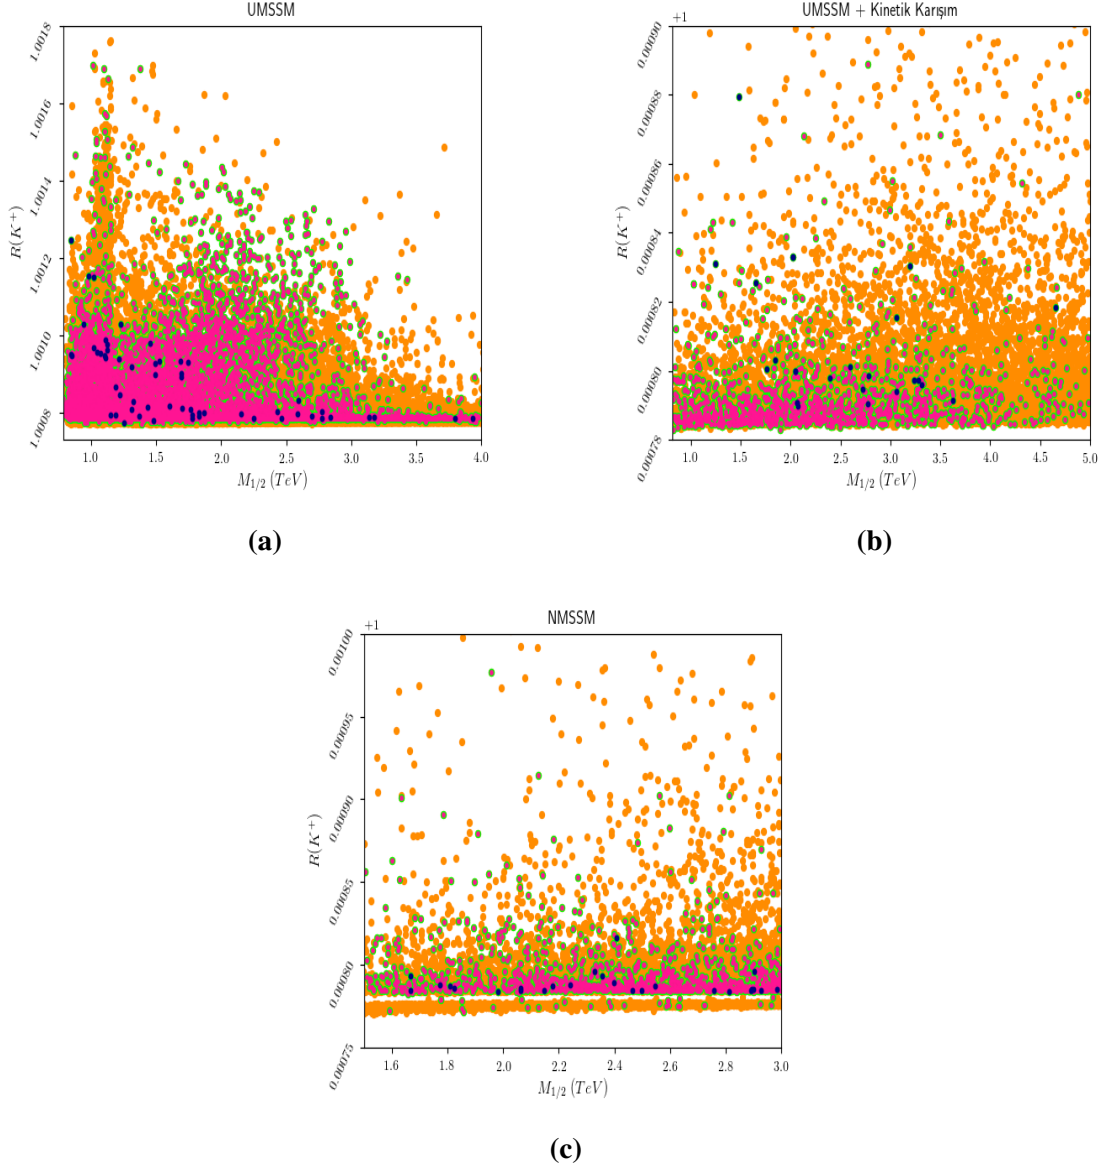 UMSSM
1.0018
1.0016
1.0014
1.0012
1.0010
1.0008
R(K⁺)
1.0 1.5 2.0 2.5 3.0 3.5 4.0
M₁/₂ (TeV)
(a)
UMSSM + Kinetik Karışım
+1
0.00090
0.00088
0.00086
0.00084
0.00082
0.00080
0.00078
R(K⁺)
1.0 1.5 2.0 2.5 3.0 3.5 4.0 4.5 5.0
M₁/₂ (TeV)
(b)
NMSSM
+1
0.00100
0.00095
0.00090
0.00085
0.00080
0.00075
R(K⁺)
1.6 1.8 2.0 2.2 2.4 2.6 2.8 3.0
M₁/₂ (TeV)
(c)